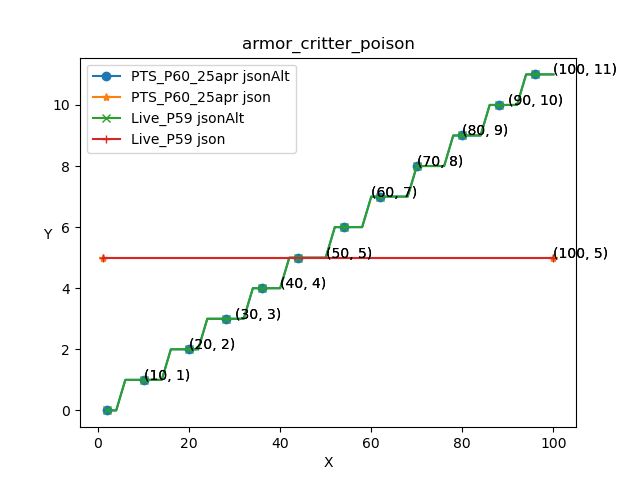 armor_critter_poison
PTS_P60_25apr jsonAlt
PTS_P60_25apr json
Live_P59 jsonAlt
Live_P59 json
(100, 11)
(90, 10)
(80, 9)
(70, 8)
(60, 7)
(50, 5)
(100, 5)
(40, 4)
(30, 3)
(20, 2)
(10, 1)
10
8
6
4
2
0
Y
0 20 40 60 80 100
X